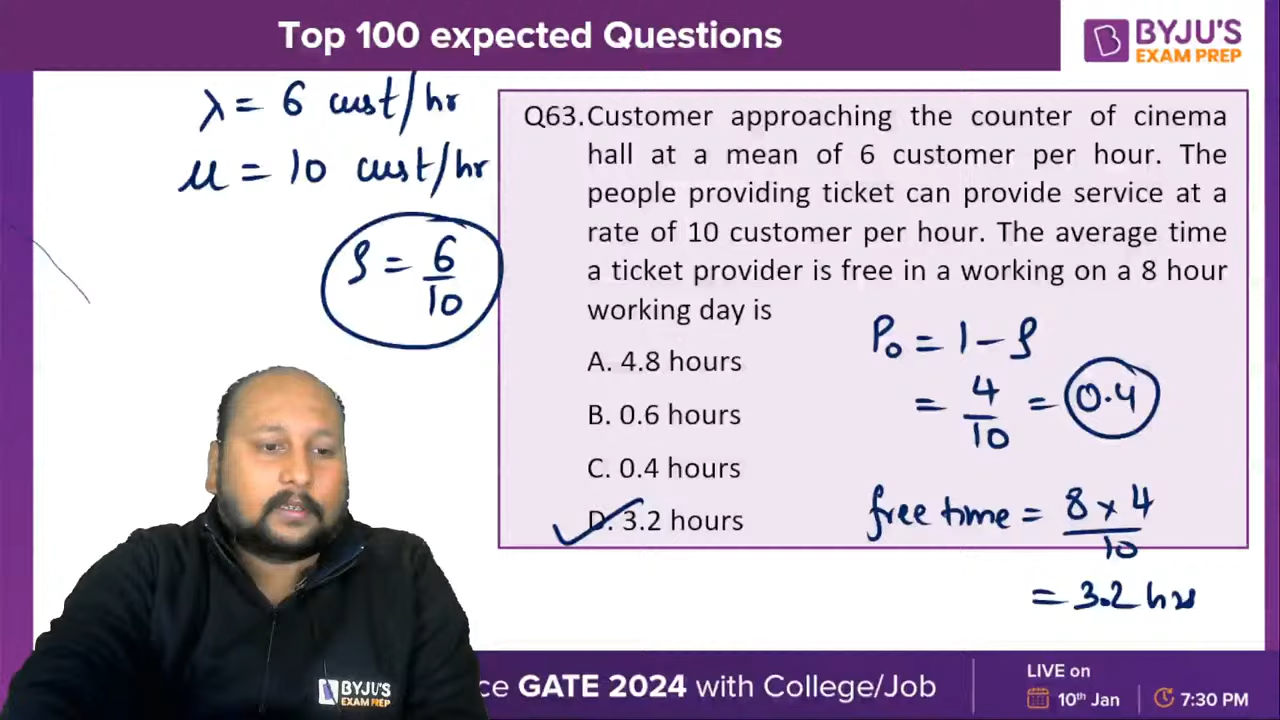 Top 100 expected Questions
BYJU'S
EXAM PREP
λ = 6 cust/hr
μ = 10 cust/hr
ρ = 6/10
Q63. Customer approaching the counter of cinema
hall at a mean of 6 customer per hour. The
people providing ticket can provide service at a
rate of 10 customer per hour. The average time
a ticket provider is free in a working on a 8 hour
working day is
A. 4.8 hours
B. 0.6 hours
C. 0.4 hours
D. 3.2 hours
P₀ = 1 - ρ
= 4/10 = 0.4
free time = 8 × 4/10
= 3.2 hrs
BYJU'S
EXAM PREP
ce GATE 2024 with College/Job
LIVE on
10th Jan
7:30 PM